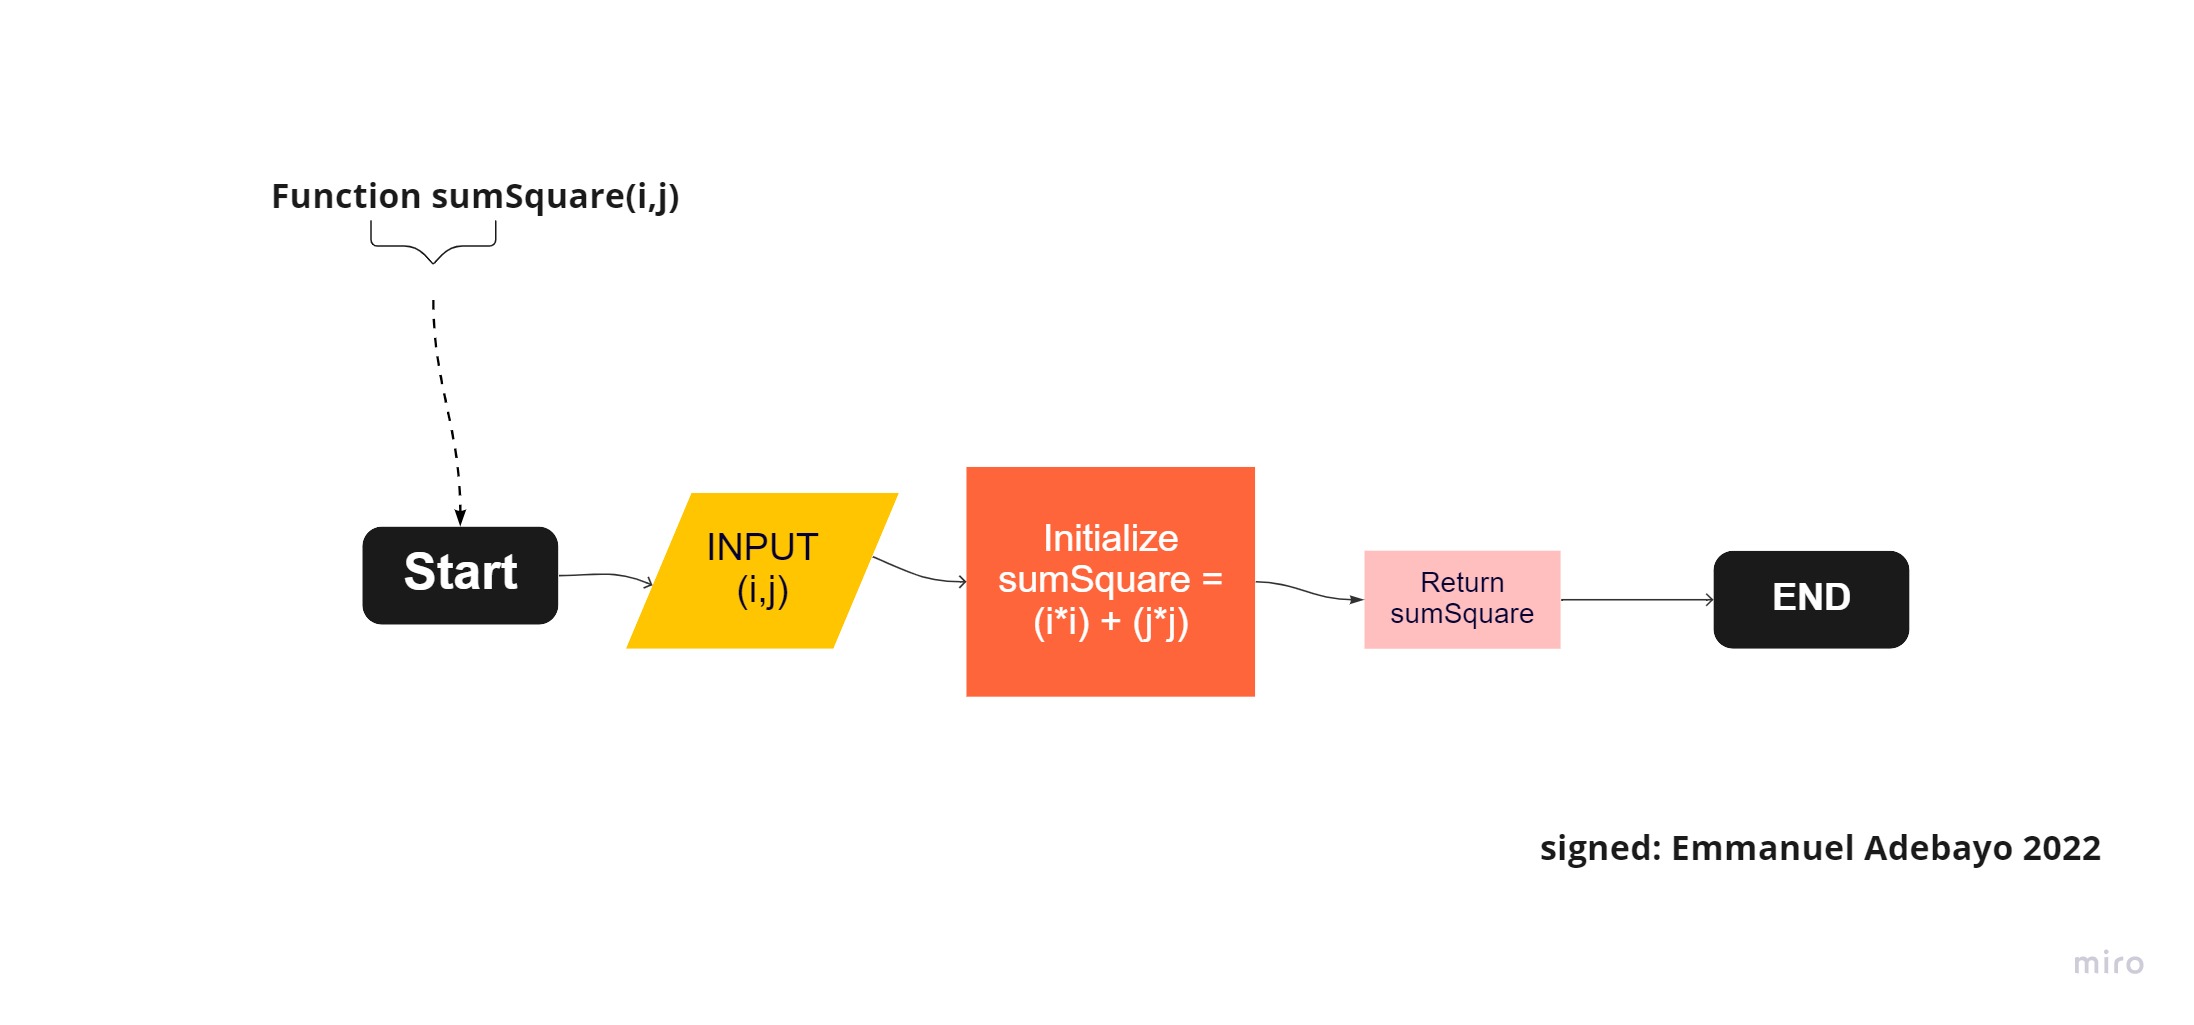 Function sumSquare(i,j)
Start
INPUT
(i,j)
Initialize
sumSquare =
(i*i) + (j*j)
Return
sumSquare
END
signed: Emmanuel Adebayo 2022
miro